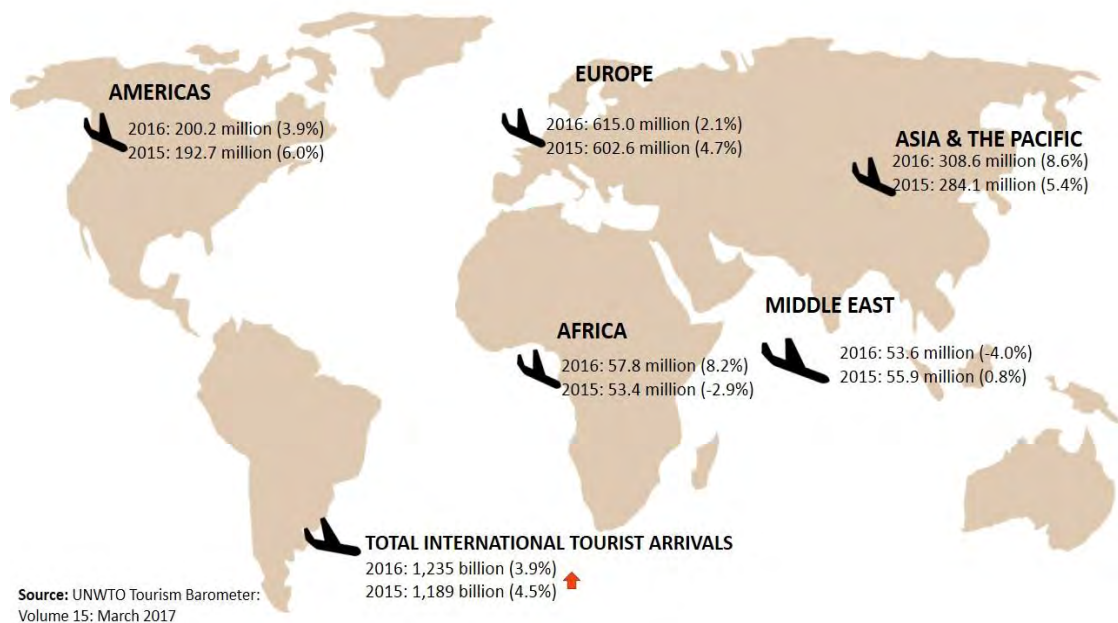 AMERICAS
2016: 200.2 million (3.9%)
2015: 192.7 million (6.0%)
EUROPE
2016: 615.0 million (2.1%)
2015: 602.6 million (4.7%)
ASIA & THE PACIFIC
2016: 308.6 million (8.6%)
2015: 284.1 million (5.4%)
MIDDLE EAST
2016: 53.6 million (-4.0%)
2015: 55.9 million (0.8%)
AFRICA
2016: 57.8 million (8.2%)
2015: 53.4 million (-2.9%)
TOTAL INTERNATIONAL TOURIST ARRIVALS
2016: 1,235 billion (3.9%)
2015: 1,189 billion (4.5%)
Source: UNWTO Tourism Barometer:
Volume 15: March 2017